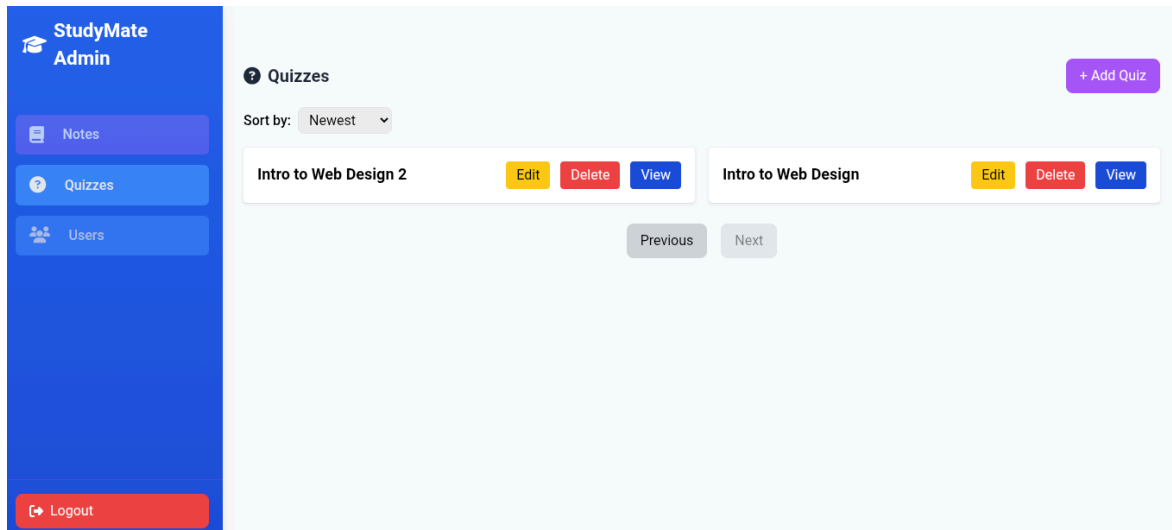 StudyMate
Admin
Notes
Quizzes
Users
Logout
? Quizzes
+ Add Quiz
Sort by: Newest
Intro to Web Design 2 Edit Delete View
Intro to Web Design Edit Delete View
Previous Next